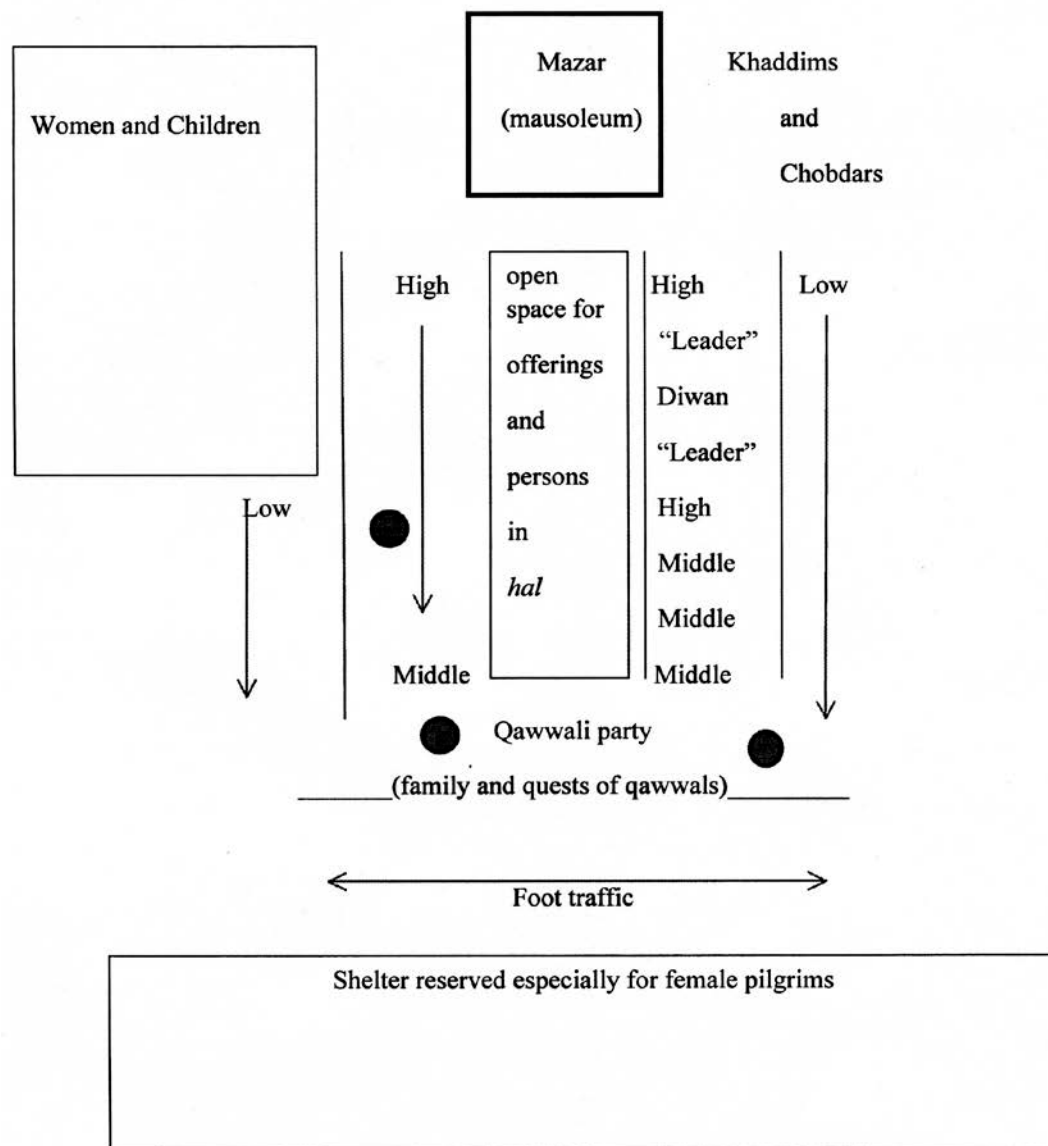 Mazar
(mausoleum)
Khaddims
and
Chobdars
Women and Children
High
open
space for
offerings
and
persons
in
hal
High
“Leader”
Diwan
“Leader”
High
Middle
Middle
Middle
Low
Low
Middle
Qawwali party
(family and quests of qawwals)
Foot traffic
Shelter reserved especially for female pilgrims